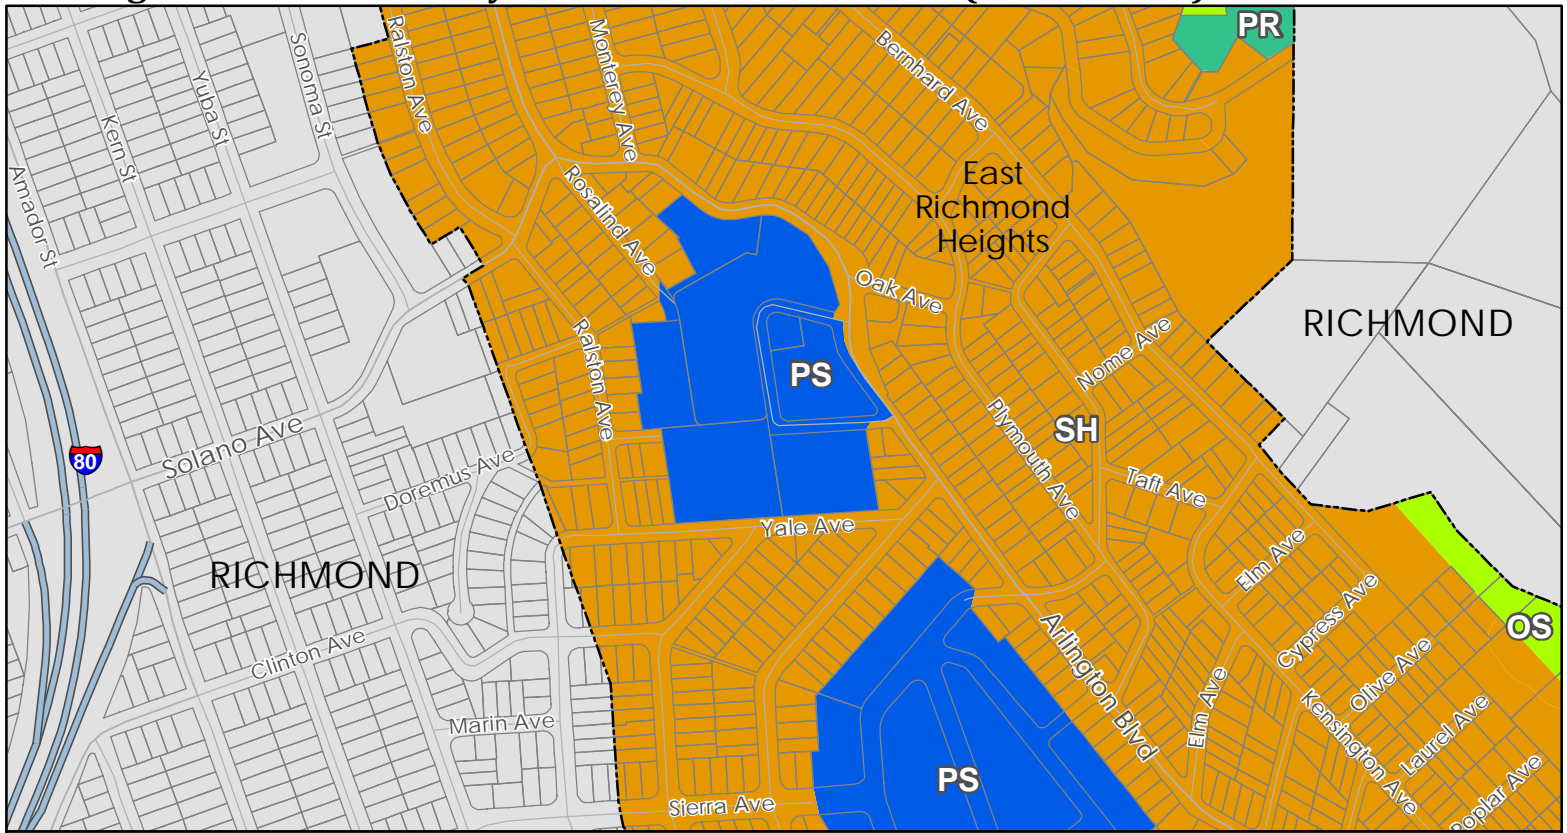 PR
Ralston Ave
Monterey Ave
Bernhard Ave
Sonoma St
Yuba St
Kern St
Amador St
East
Richmond
Heights
Rosalind Ave
Oak Ave
RICHMOND
Ralston Ave
PS
Nome Ave
Plymouth Ave
SH
Solano Ave
80
Doremus Ave
Taft Ave
Yale Ave
RICHMOND
Elm Ave
Cypress Ave
OS
Clinton Ave
Arlington Blvd
Olive Ave
Elm Ave
Kensington Ave
Laurel Ave
Marin Ave
PS
Sierra Ave
Poplar Ave